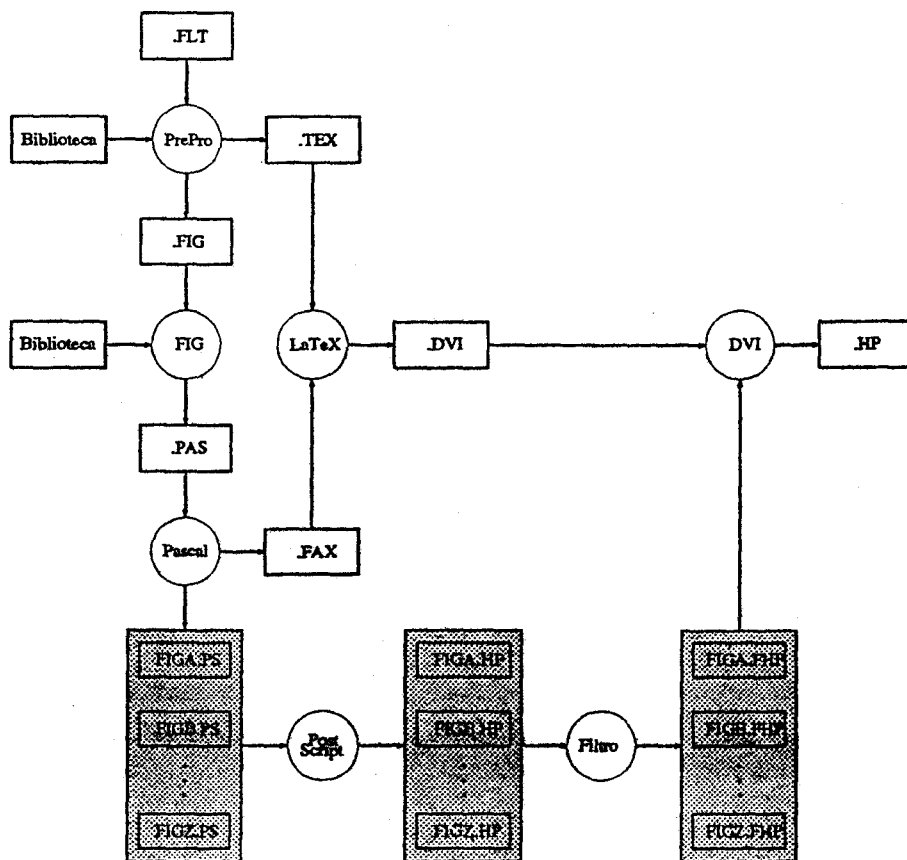 .FLT
Biblioteca
PrePro
.TEX
.FIG
Biblioteca
FIG
LaTeX
.DVI
DVI
.HP
.PAS
Pascal
.FAX
FIGA.PS
FIGA.HP
FIGA.FHP
FIGB.PS
FIGB.HP
FIGB.FHP
Post
Script
Filtro
FIGZ.PS
FIGZ.HP
FIGZ.FHP